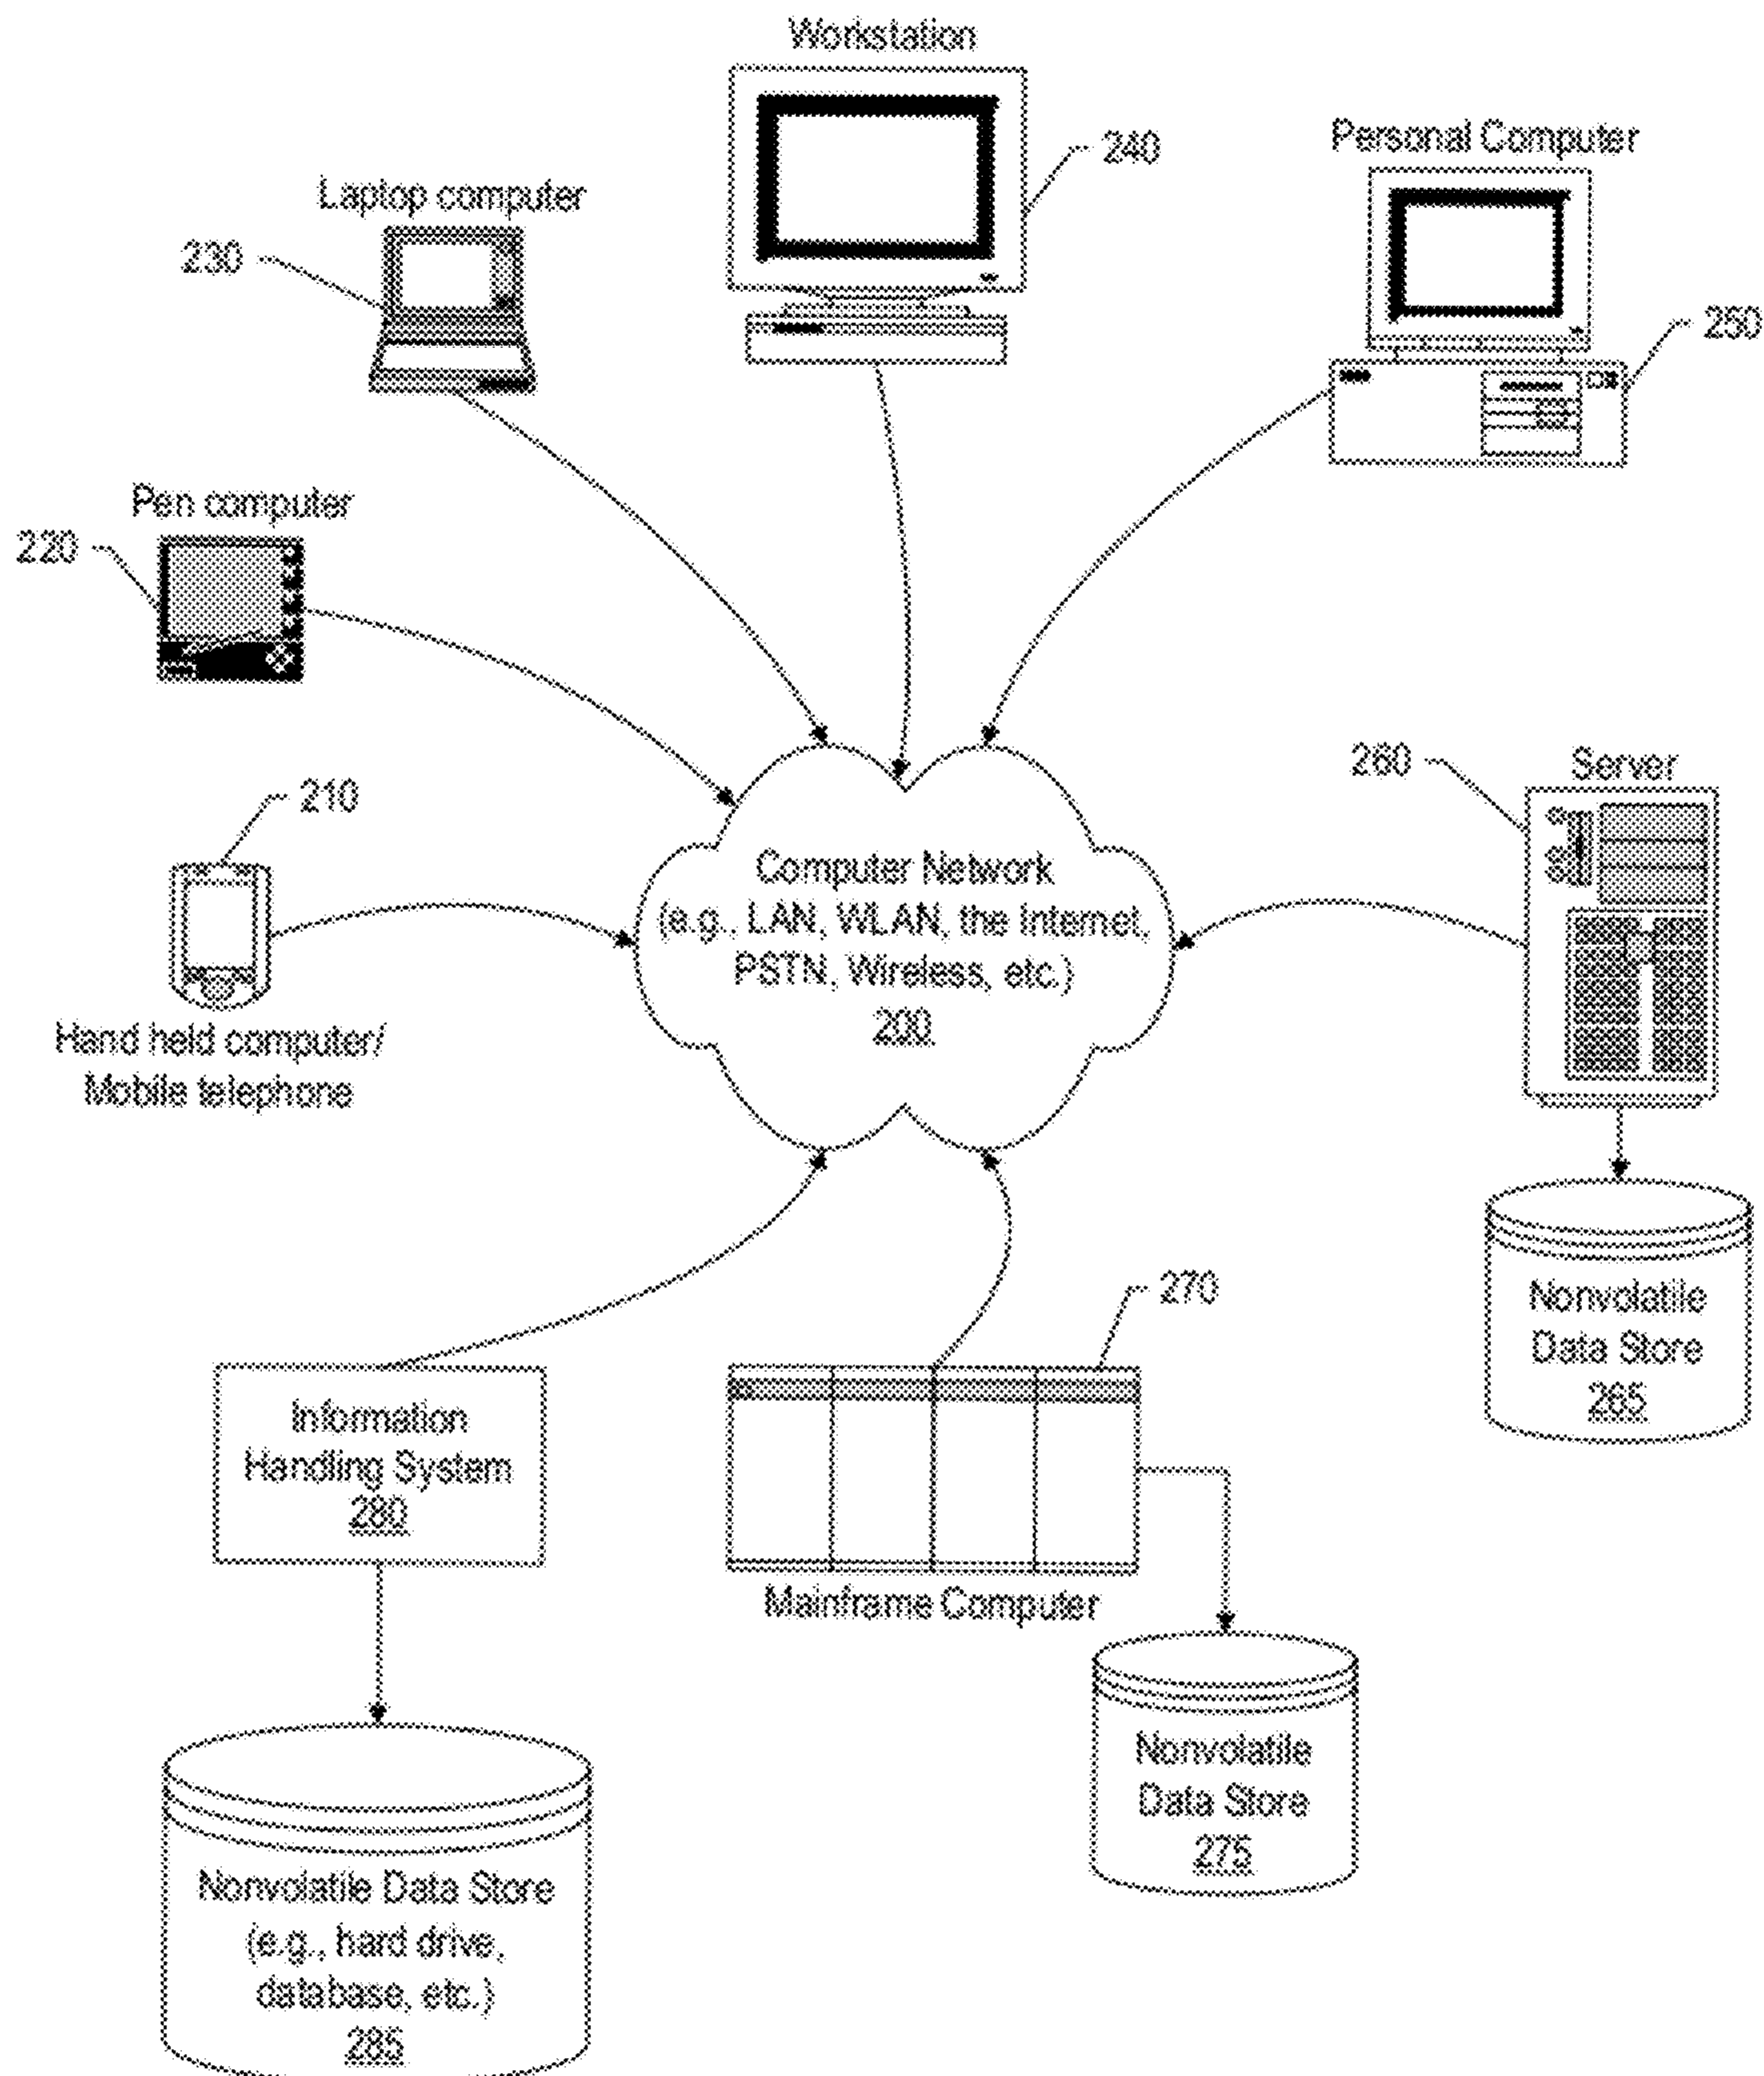 Workstation
240
Personal Computer
Laptop computer
230
250
Pen computer
220
260
Server
210
Computer Network
(e.g., LAN, WLAN, the Internet,
PSTN, Wireless, etc.)
200
Hand held computer/
Mobile telephone
270
Nonvolatile
Data Store
265
Information
Handling System
280
Mainframe Computer
Nonvolatile
Data Store
275
Nonvolatile Data Store
(e.g., hard drive,
database, etc.)
285